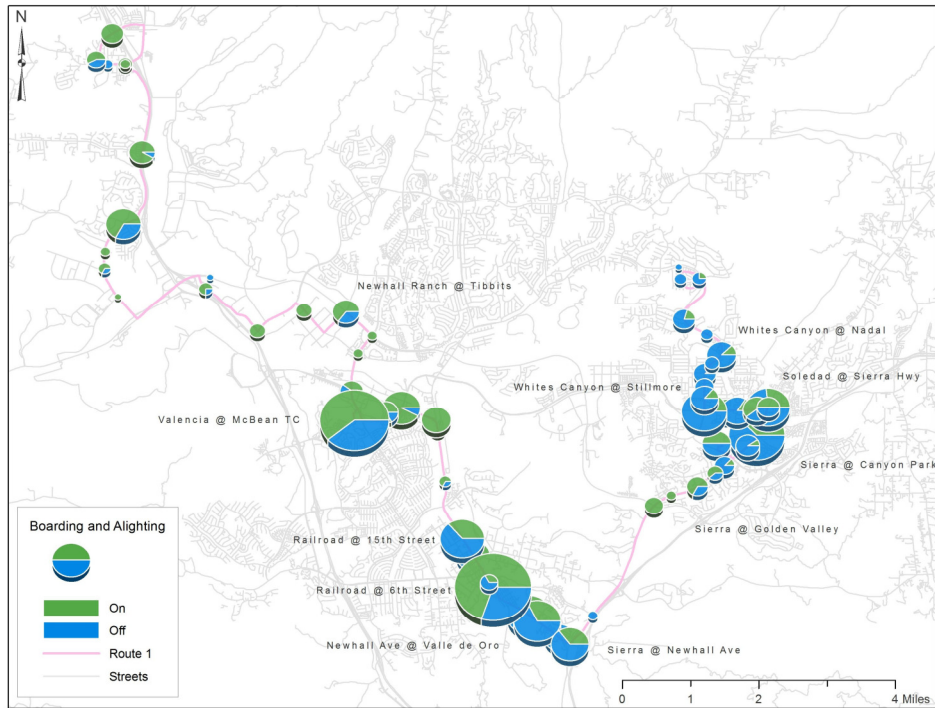 N
Newhall Ranch @ Tibbits
Whites Canyon @ Nadal
Soledad @ Sierra Hwy
Whites Canyon @ Stillmore
Valencia @ McBean TC
Sierra @ Canyon Park
Sierra @ Golden Valley
Railroad @ 15th Street
Railroad @ 6th Street
Newhall Ave @ Valle de Oro
Sierra @ Newhall Ave
Boarding and Alighting
On
Off
Route 1
Streets
0 1 2 4 Miles